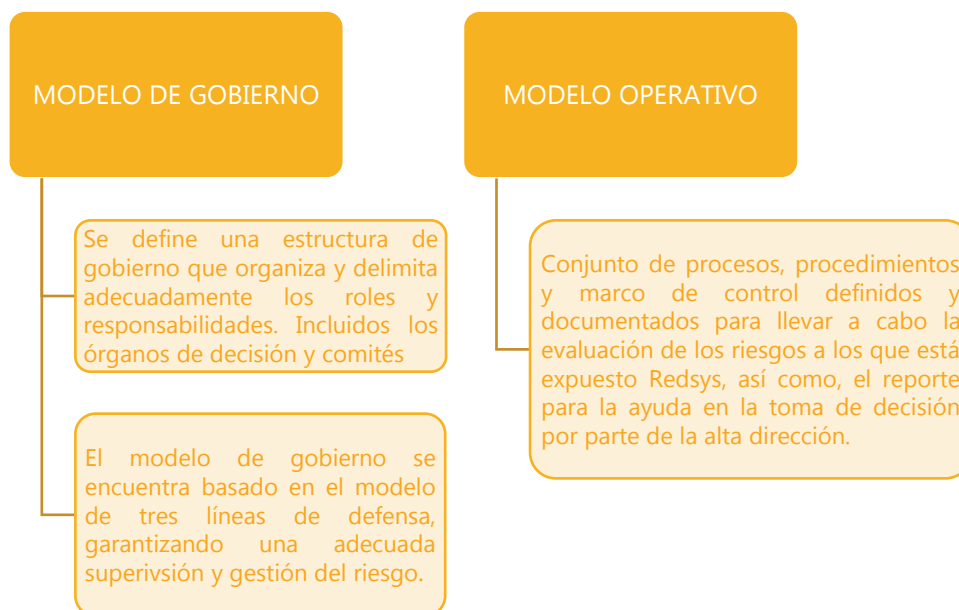 MODELO DE GOBIERNO
Se define una estructura de
gobierno que organiza y delimita
adecuadamente los roles y
responsabilidades. Incluidos los
órganos de decisión y comités
El modelo de gobierno se
encuentra basado en el modelo
de tres líneas de defensa,
garantizando una adecuada
superivsión y gestión del riesgo.
MODELO OPERATIVO
Conjunto de procesos, procedimientos
y marco de control definidos y
documentados para llevar a cabo la
evaluación de los riesgos a los que está
expuesto Redsys, así como, el reporte
para la ayuda en la toma de decisión
por parte de la alta dirección.